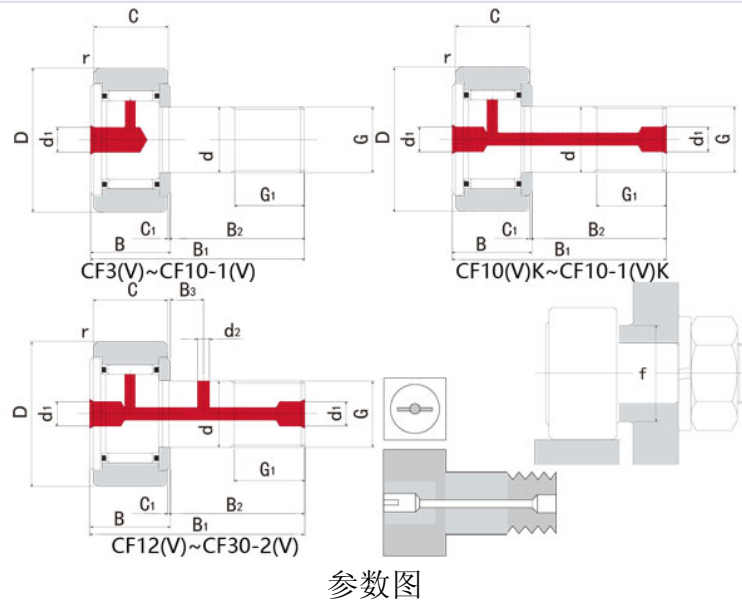 C
r
D
d1
d
G
G1
C1
B
B2
B1
CF3(V)~CF10-1(V)
C
r
D
d1
d
d1
G
G1
C1
B
B2
B1
CF10(V)K~CF10-1(V)K
C
B3
r
d2
D
d1
d
d1
G
G1
C1
B
B2
B1
CF12(V)~CF30-2(V)
f
参数图